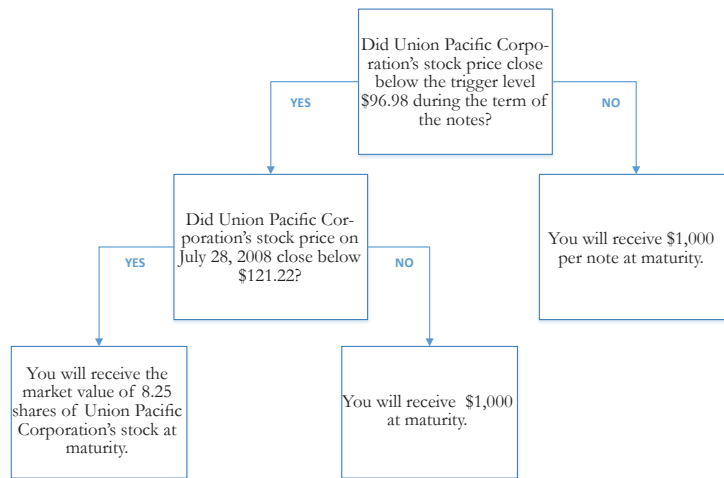 Did Union Pacific Corpo-
ration's stock price close
below the trigger level
$96.98 during the term of
the notes?
YES
NO
Did Union Pacific Cor-
poration's stock price on
July 28, 2008 close below
$121.22?
You will receive $1,000
per note at maturity.
YES
NO
You will receive the
market value of 8.25
shares of Union Pacific
Corporation's stock at
maturity.
You will receive $1,000
at maturity.